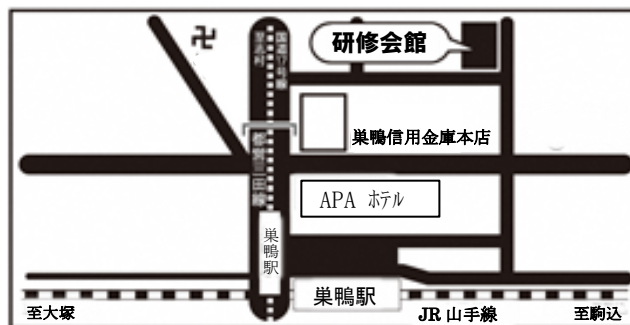 卍
至志村
国道17号線
研修会館
巣鴨信用金庫本店
都営三田線
APA ホテル
巣鴨駅
巣鴨駅
至大塚
JR 山手線
至駒込